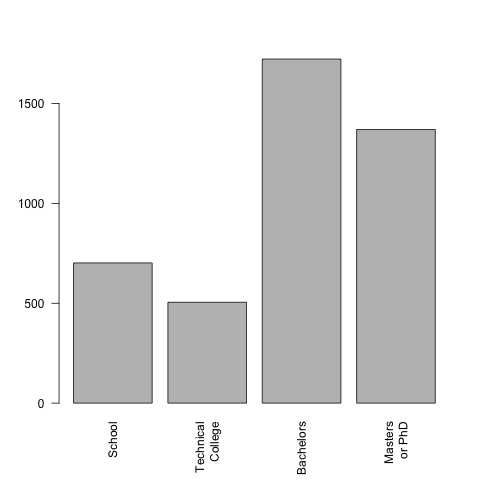 1500
1000
500
0
School
Technical
College
Bachelors
Masters
or PhD